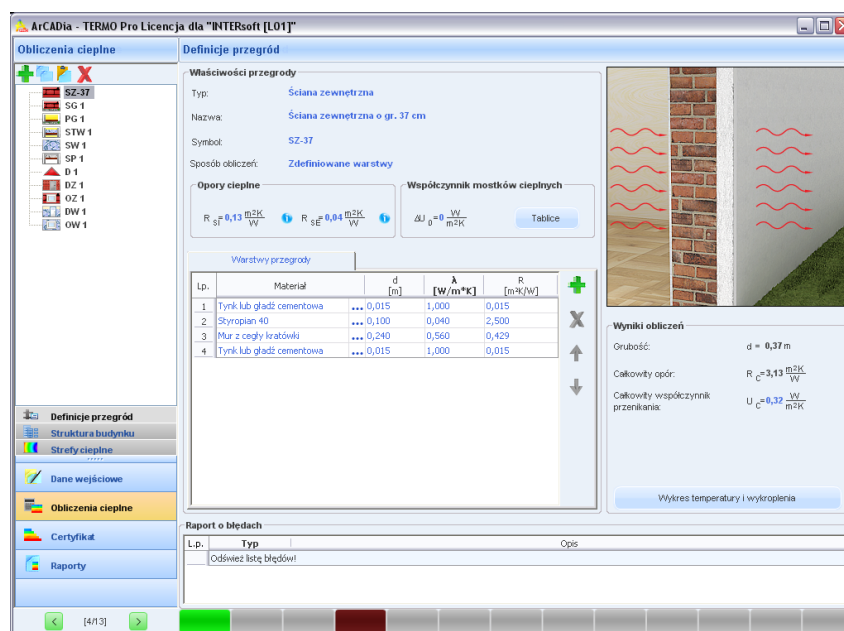 ArCADia - TERMO Pro Licencja dla "INTERsoft [L01]"
Obliczenia cieplne
Definicje przegród
SZ-37
SG 1
PG 1
STW 1
SW 1
SP 1
D 1
DZ 1
OZ 1
DW 1
OW 1
Właściwości przegrody
Typ: Ściana zewnętrzna
Nazwa: Ściana zewnętrzna o gr. 37 cm
Symbol: SZ-37
Sposób obliczeń: Zdefiniowane warstwy
Opory cieplne
R SI=0,13 m2K/W R SE=0,04 m2K/W
Współczynnik mostków cieplnych
ΔU 0=0 W/m2K Tablice
Warstwy przegrody
Lp. Materiał d [m] λ [W/m*K] R [m²K/W]
1 Tynk lub gładź cementowa ... 0,015 1,000 0,015
2 Styropian 40 ... 0,100 0,040 2,500
3 Mur z cegły kratówki ... 0,240 0,560 0,429
4 Tynk lub gładź cementowa ... 0,015 1,000 0,015
Wyniki obliczeń
Grubość: d = 0,37 m
Całkowity opór: R C=3,13 m2K/W
Całkowity współczynnik przenikania: U C=0,32 W/m2K
Wykres temperatury i wykroplenia
Definicje przegród
Struktura budynku
Strefy cieplne
Dane wejściowe
Obliczenia cieplne
Certyfikat
Raporty
Raport o błędach
L.p. Typ Opis
Odśwież listę błędów!
< [4/13] >